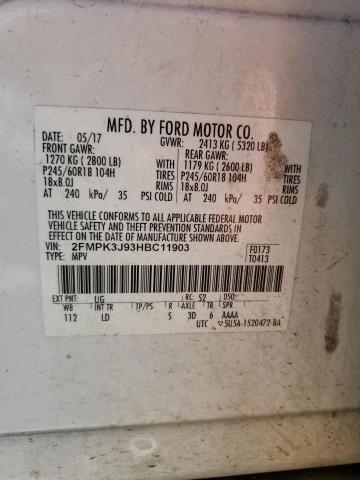 MFD. BY FORD MOTOR CO.
05/17
GVWR: 2413 KG ( 5320 LB)
FRONT GAWR: REAR GAWR:
1270 KG ( 2800 LB) WITH 1179 KG ( 2600 LB) WITH
P245/60R18 104H TIRES P245/60R18 104H TIRES
18x8.0J RIMS 18x8.0J RIMS
AT 240 kPa/ 35 PSI COLD AT 240 kPa/ 35 PSI COLD
THIS VEHICLE CONFORMS TO ALL APPLICABLE FEDERAL MOTOR
VEHICLE SAFETY AND THEFT PREVENTION STANDARDS IN
EFFECT ON THE DATE OF MANUFACTURE SHOWN ABOVE.
VIN: 2FMPK3J93HBC11903 F0173
TYPE: MPV T0413
EXT PNT: UG RC: 52 DSO:
WB INT TR TP/PS R AXLE TR SPR
112 LD S 3D 6 AAAA
UTC ▽5U5A-1520472-BA